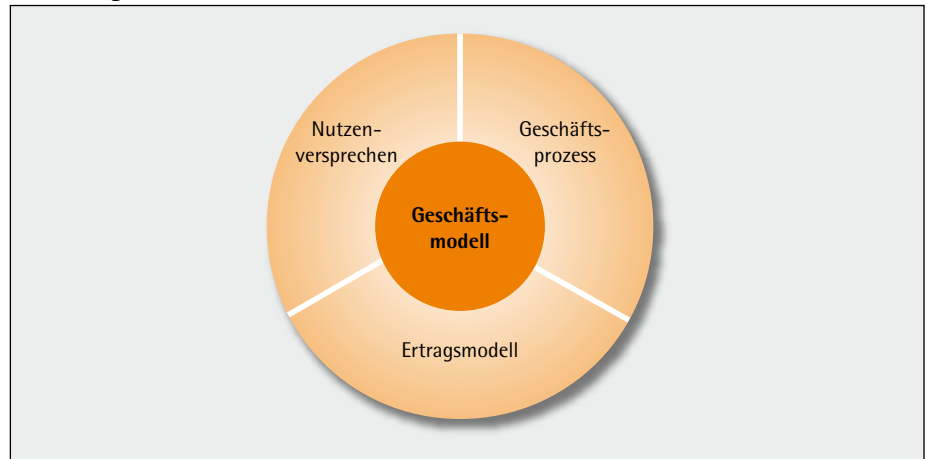 Nutzen-
versprechen
Geschäfts-
prozess
Geschäfts-
modell
Ertragsmodell